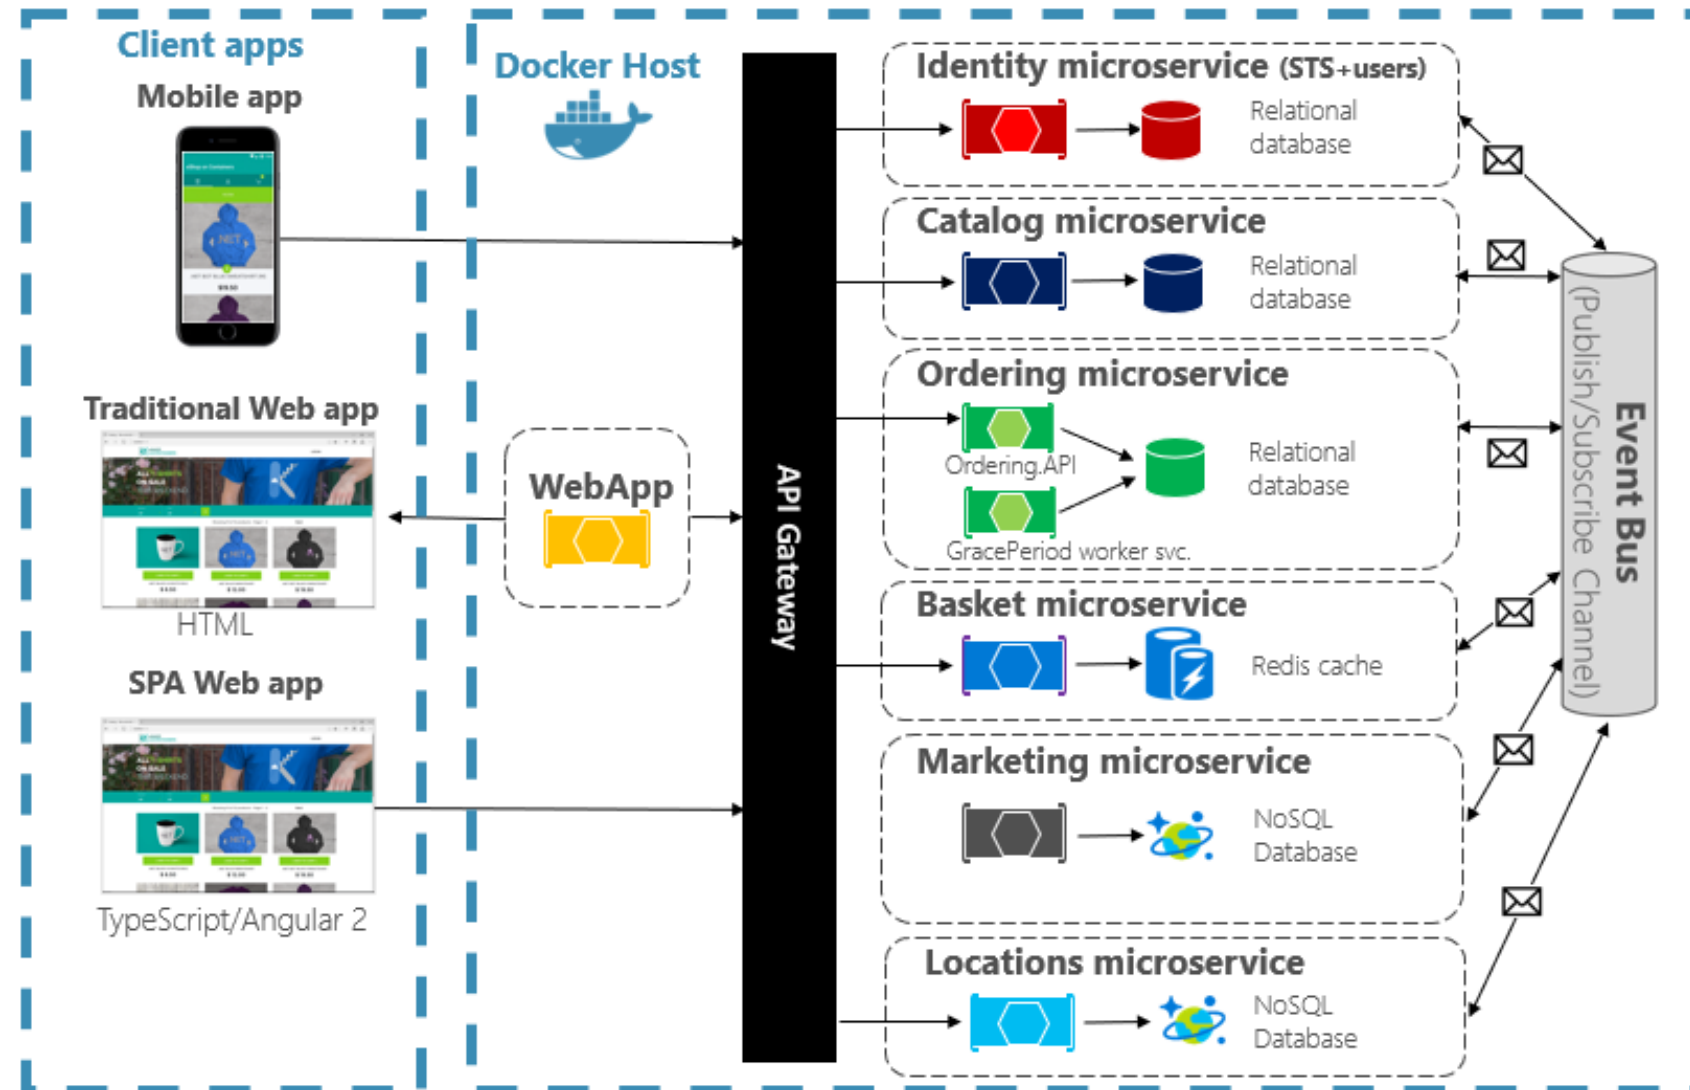 Client apps
Mobile app
Traditional Web app
HTML
SPA Web app
TypeScript/Angular 2
Docker Host
WebApp
API Gateway
Identity microservice (STS+users)
Relational
database
Catalog microservice
Relational
database
Ordering microservice
Ordering.API
GracePeriod worker svc.
Relational
database
Basket microservice
Redis cache
Marketing microservice
NoSQL
Database
Locations microservice
NoSQL
Database
Event Bus
(Publish/Subscribe Channel)